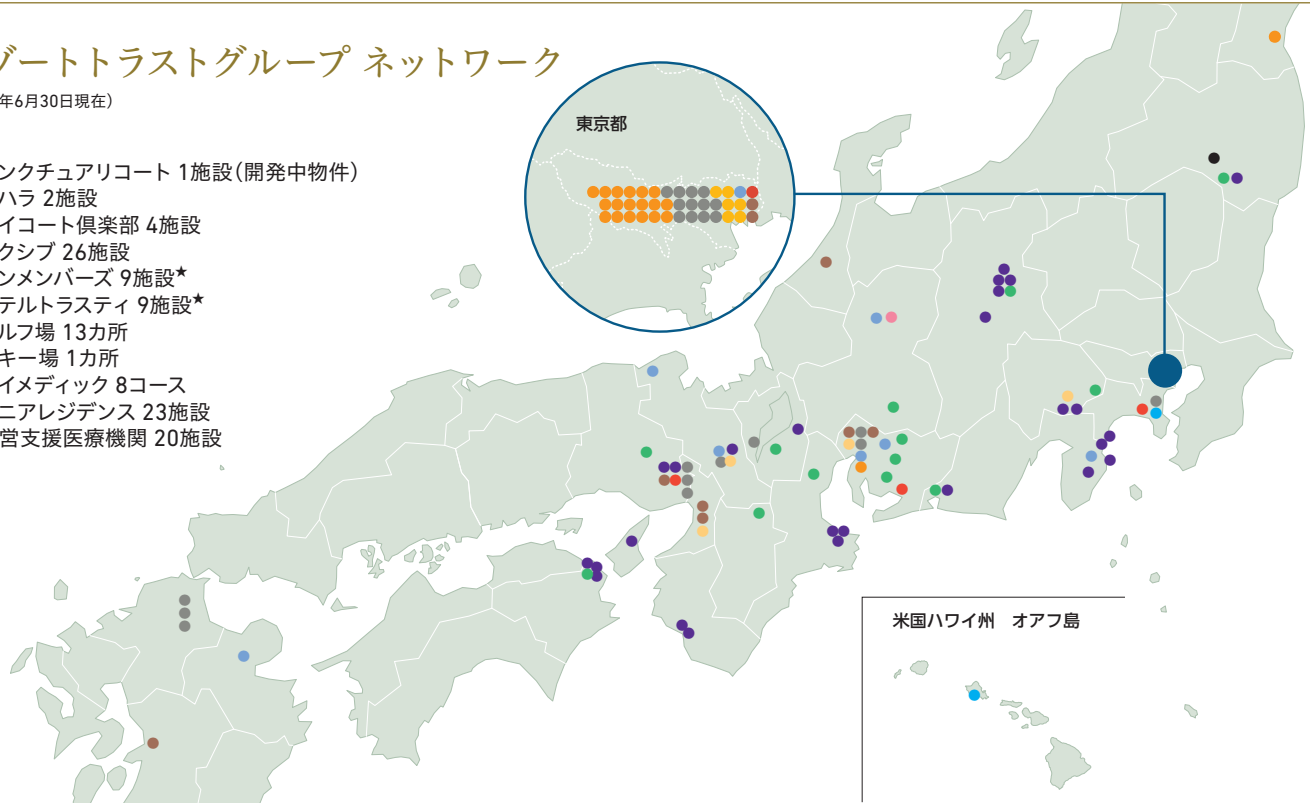 ゾートトラストグループ ネットワーク
年6月30日現在）
ンクチュアリコート 1施設（開発中物件）
ハラ 2施設
イコート倶楽部 4施設
クシブ 26施設
ンメンバーズ 9施設★
テルトラスティ 9施設★
ルフ場 13カ所
キー場 1カ所
イメディック 8コース
ニアレジデンス 23施設
営支援医療機関 20施設
東京都
米国ハワイ州　オアフ島